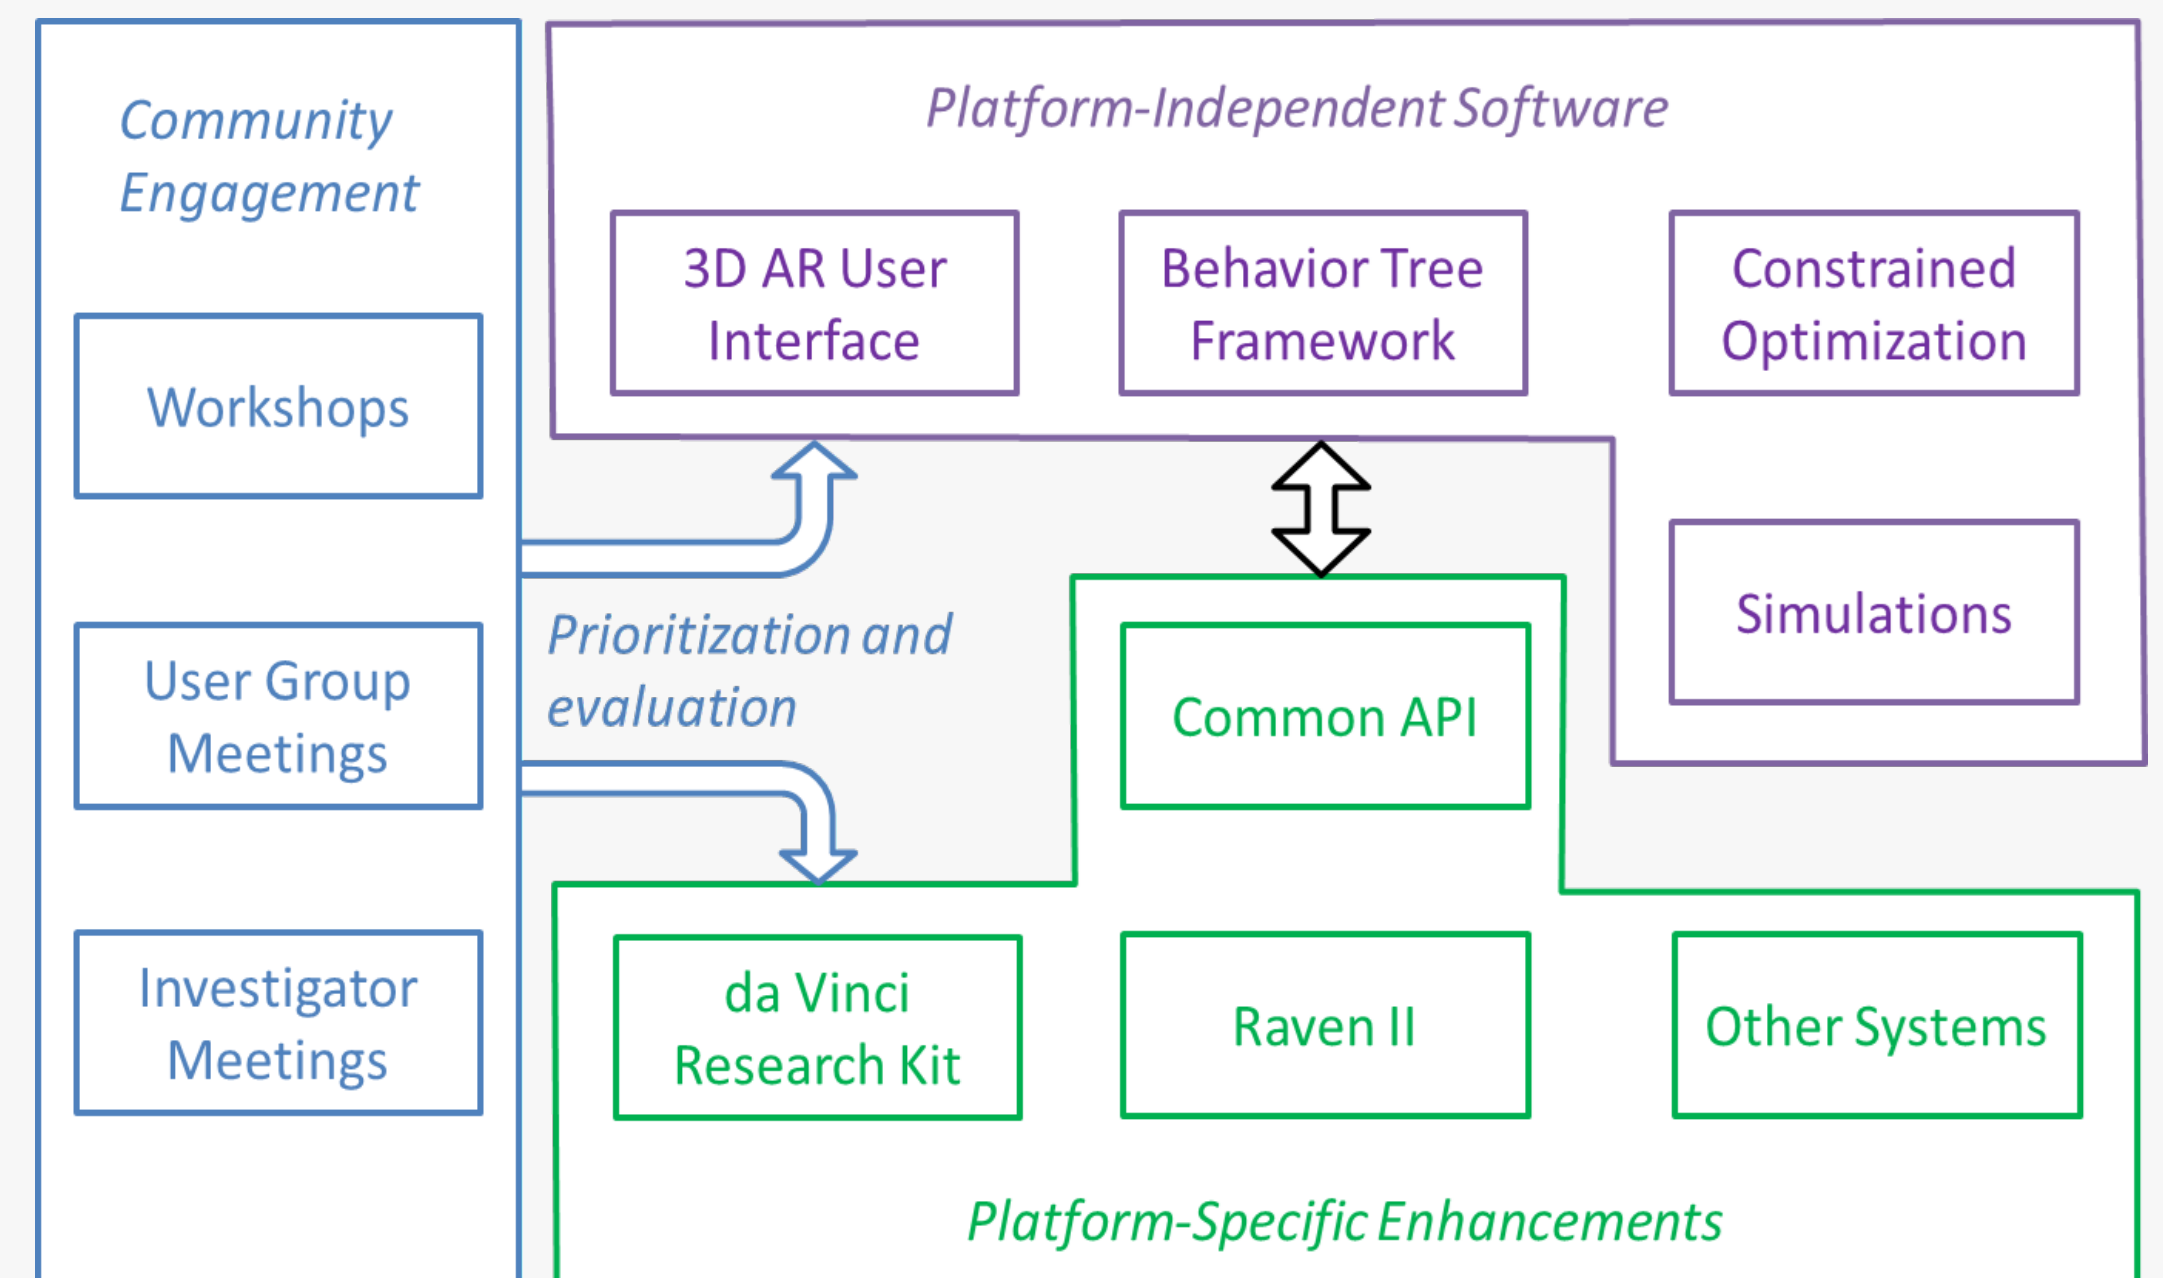 Community
Engagement
Workshops
User Group
Meetings
Investigator
Meetings
Prioritization and
evaluation
Platform-Independent Software
3D AR User
Interface
Behavior Tree
Framework
Constrained
Optimization
Simulations
Common API
da Vinci
Research Kit
Raven II
Other Systems
Platform-Specific Enhancements